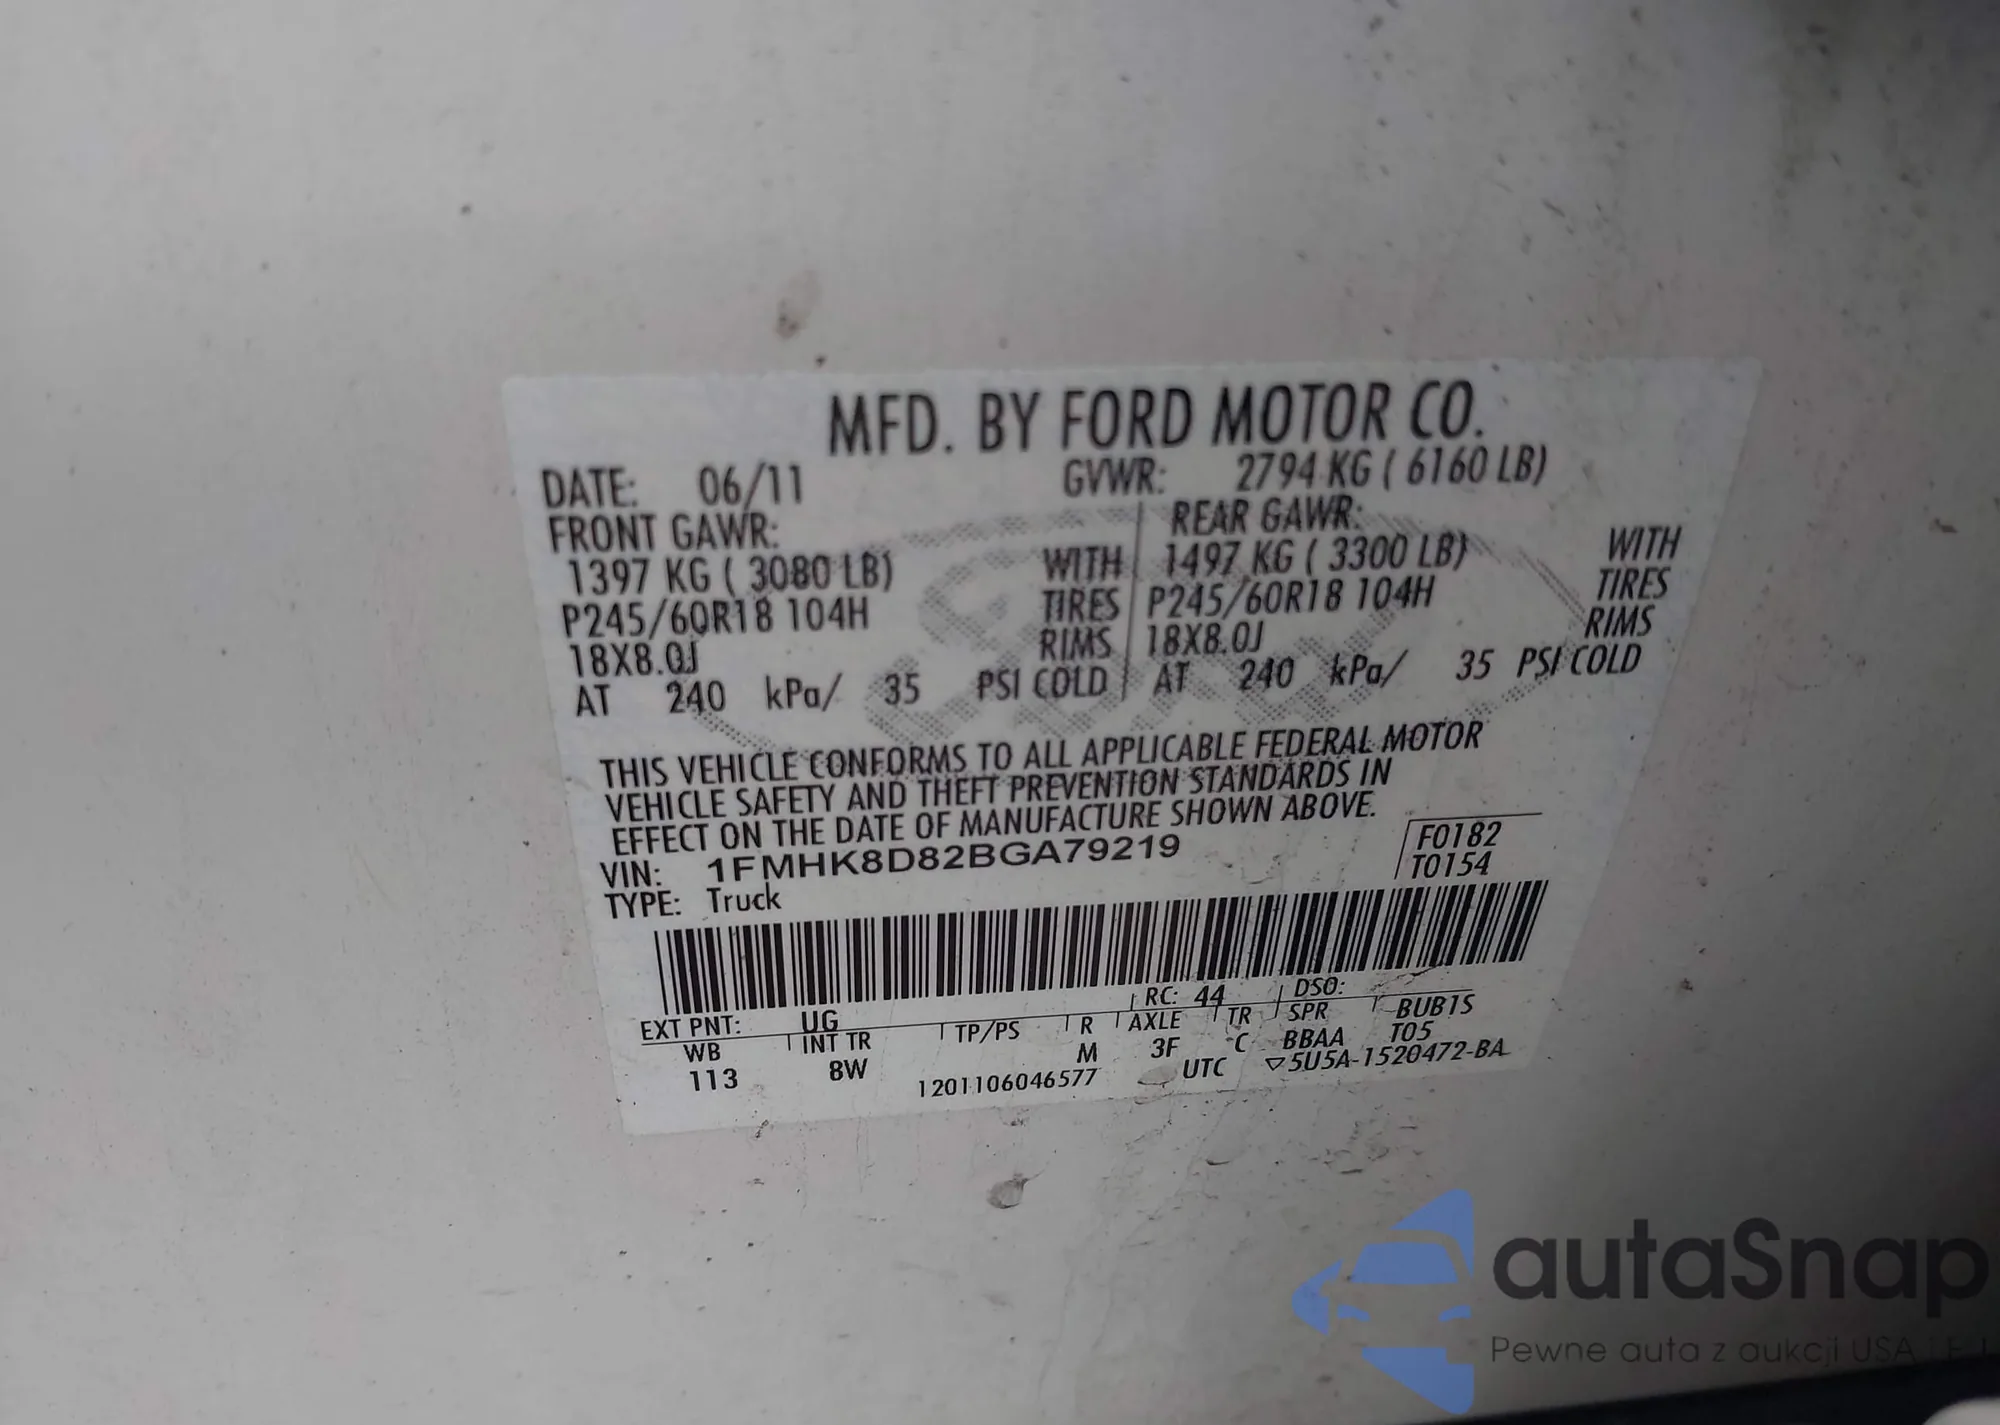 MFD. BY FORD MOTOR CO.
DATE: 06/11 GVWR: 2794 KG ( 6160 LB)
FRONT GAWR: REAR GAWR:
1397 KG ( 3080 LB) WITH 1497 KG ( 3300 LB) WITH
P245/60R18 104H TIRES P245/60R18 104H TIRES
18X8.0J RIMS 18X8.0J RIMS
AT 240 kPa/ 35 PSI COLD AT 240 kPa/ 35 PSI COLD
THIS VEHICLE CONFORMS TO ALL APPLICABLE FEDERAL MOTOR
VEHICLE SAFETY AND THEFT PREVENTION STANDARDS IN
EFFECT ON THE DATE OF MANUFACTURE SHOWN ABOVE.
VIN: 1FMHK8D82BGA79219 F0182
TYPE: Truck T0154
EXT PNT: UG RC: 44 DSO:
WB INT TR TP/PS R AXLE TR SPR BUB1S
113 8W M 3F C BBAA T05
1201106046577 UTC ▽5U5A-1520472-BA
Ford
autaSnap
Pewne auta z aukcji USA